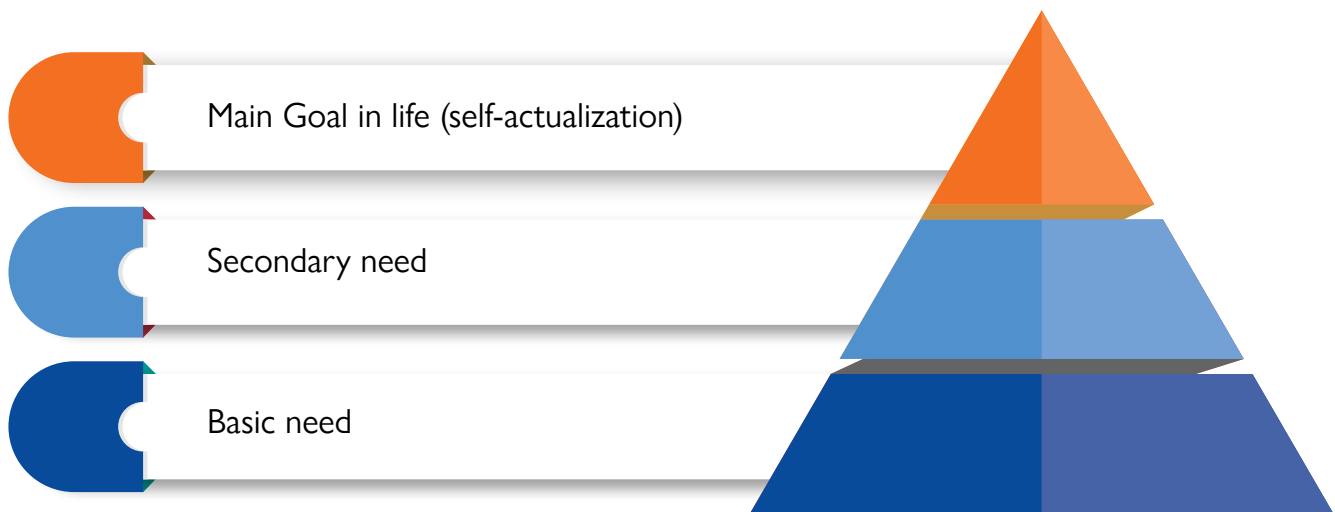 Main Goal in life (self-actualization)
Secondary need
Basic need